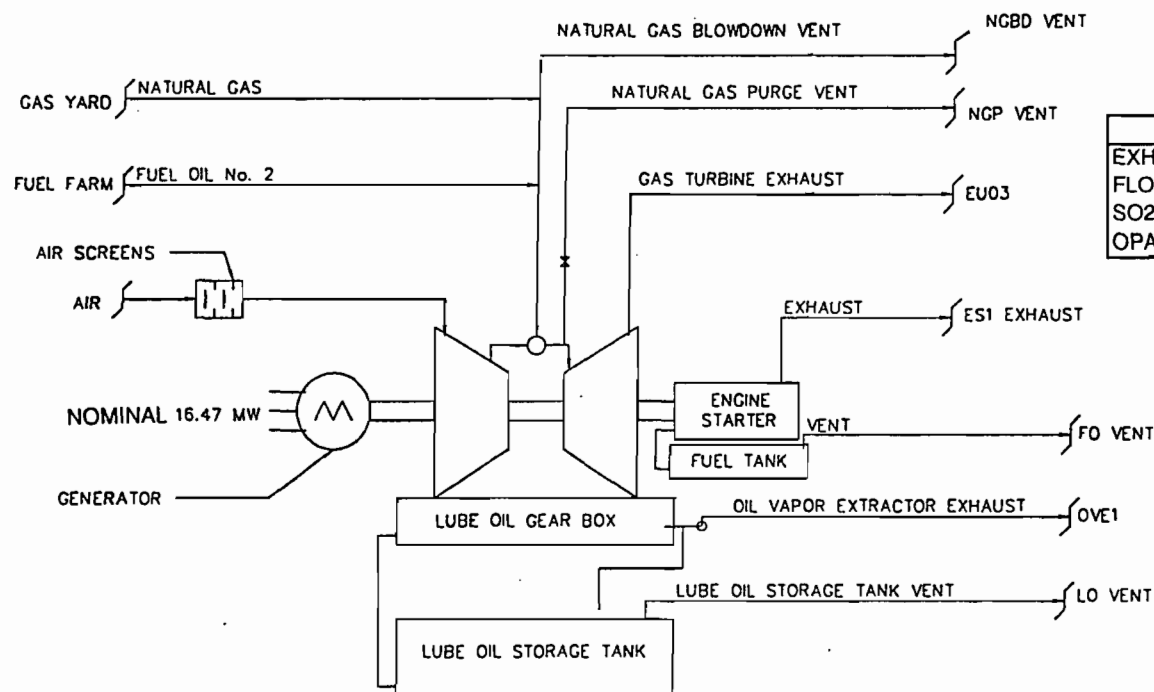 NATURAL GAS BLOWDOWN VENT
NGBD VENT
GAS YARD
NATURAL GAS
NATURAL GAS PURGE VENT
NGP VENT
FUEL FARM
FUEL OIL No. 2
GAS TURBINE EXHAUST
EU03
EXH
FLO
SO2
OPA
AIR SCREENS
AIR
EXHAUST
ES1 EXHAUST
NOMINAL 16.47 MW
ENGINE
STARTER
VENT
FO VENT
FUEL TANK
GENERATOR
LUBE OIL GEAR BOX
OIL VAPOR EXTRACTOR EXHAUST
OVE1
LUBE OIL STORAGE TANK VENT
LO VENT
LUBE OIL STORAGE TANK